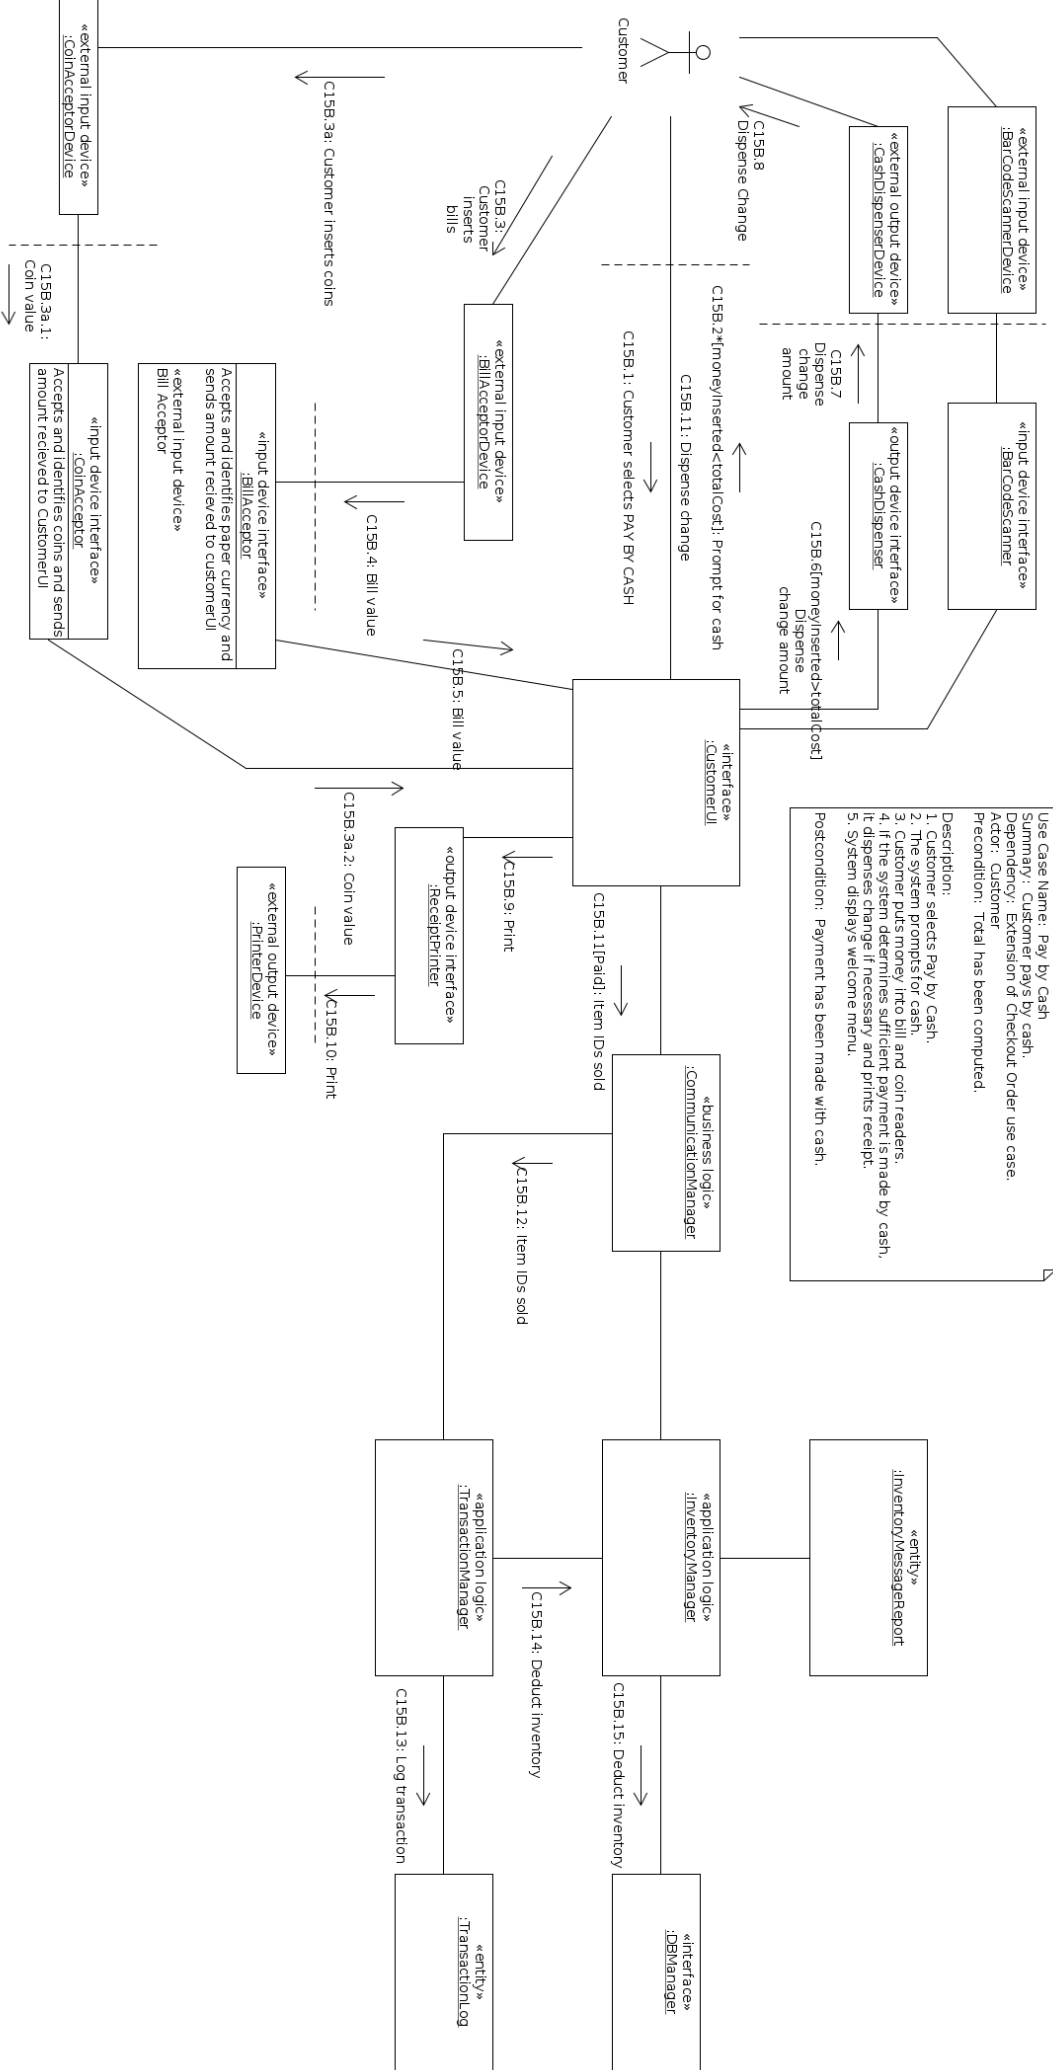 Use Case Name: Pay by Cash
Summary: Customer pays by cash.
Dependency: Extension of Checkout Order use case.
Actor: Customer
Precondition: Total has been computed.
Description:
1. Customer selects Pay by Cash.
2. The system prompts for cash.
3. Customer puts money into bill and coin readers.
4. If the system determines sufficient payment is made by cash,
it dispenses change if necessary and prints receipt.
5. System displays welcome menu.
Postcondition: Payment has been made with cash.
«external input device»
:BarCodeScannerDevice
«input device interface»
:BarCodeScanner
«external output device»
:CashDispenserDevice
C15B.7
Dispense
change
amount
«output device interface»
:CashDispenser
C15B.6[moneyInserted>totalCost]
Dispense
change amount
C15B.8
Dispense Change
Customer
C15B.2*[moneyInserted<totalCost]: Prompt for cash
C15B.11: Dispense change
C15B.1: Customer selects PAY BY CASH
«interface»
:CustomerUI
C15B.11[Paid]: Item IDs sold
«business logic»
:CommunicationManager
C15B.12: Item IDs sold
«entity»
:InventoryMessageReport
«application logic»
:InventoryManager
C15B.15: Deduct inventory
«interface»
:DBManager
C15B.14: Deduct inventory
«application logic»
:TransactionManager
C15B.13: Log transaction
«entity»
:TransactionLog
C15B.3:
Customer
inserts
bills
«external input device»
:BillAcceptorDevice
C15B.4: Bill value
C15B.5: Bill value
C15B.9: Print
«output device interface»
:ReceiptPrinter
C15B.10: Print
«external output device»
:PrinterDevice
C15B.3a: Customer inserts coins
«input device interface»
:BillAcceptor
Accepts and identifies paper currency and
sends amount recieved to customerUI
«external input device»
Bill Acceptor
C15B.3a.2: Coin value
«external input device»
:CoinAcceptorDevice
C15B.3a.1:
Coin value
«input device interface»
:CoinAcceptor
Accepts and identifies coins and sends
amount recieved to CustomerUI